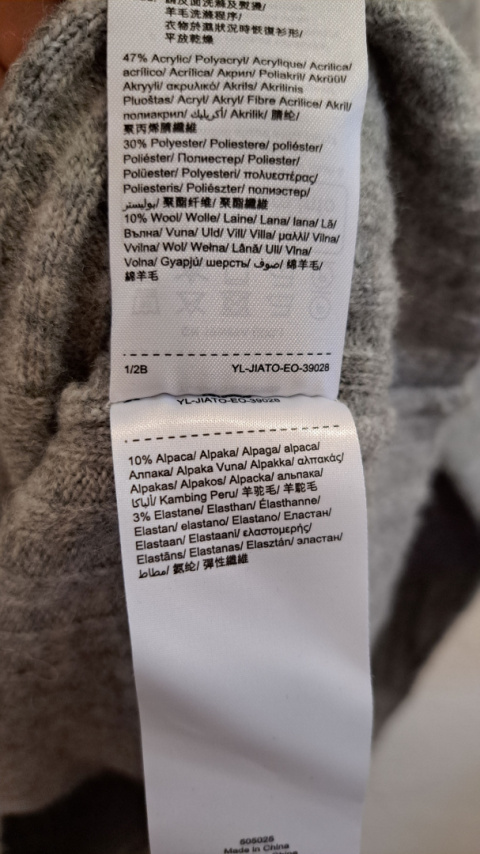 羊毛洗滌程序/
衣物於濕狀況時恢復衫形/
平放乾燥
47% Acrylic/ Polyacryl/ Acrylique/ Acrilica/
acrílico/ Acrílica/ Акрил/ Poliakril/ Akrüül/
Akryyli/ ακρυλικό/ Akrils/ Akrilinis
Pluoštas/ Acryl/ Akryl/ Fibre Acrilice/ Akril/
полиакрил/ أكريليك/ Akrilik/ 腈纶/
聚丙烯腈纖維
30% Polyester/ Poliestere/ poliéster/
Poliéster/ Полиестер/ Poliester/
Polüester/ Polyesteri/ πολυεστέρας/
Poliesteris/ Poliészter/ полиэстер/
بوليستر/ 聚酯纤维/ 聚酯纖維
10% Wool/ Wolle/ Laine/ Lana/ lana/ Lã/
Вълна/ Vuna/ Uld/ Vill/ Villa/ μαλλί/ Vilna/
Vvilna/ Wol/ Wełna/ Lână/ Ull/ Vlna/
Volna/ Gyapjú/ шерсть/ صوف/ 綿羊毛/
綿羊毛
1/2B YL-JIATO-EO-39028
YL-JIATO-EO-39028
10% Alpaca/ Alpaka/ Alpaga/ alpaca/
Алпака/ Alpaka Vuna/ Alpakka/ αλπακάς/
Alpakas/ Alpakos/ Alpacka/ альпака/
ألباكا/ Kambing Peru/ 羊驼毛/ 羊駝毛
3% Elastane/ Elasthan/ Élasthanne/
Elastan/ elastano/ Elastano/ Еластан/
Elastaan/ Elastaani/ ελαστομερής/
Elastāns/ Elastanas/ Elasztán/ эластан/
مطاط/ 氨纶/ 彈性纖維
505025
Made in China